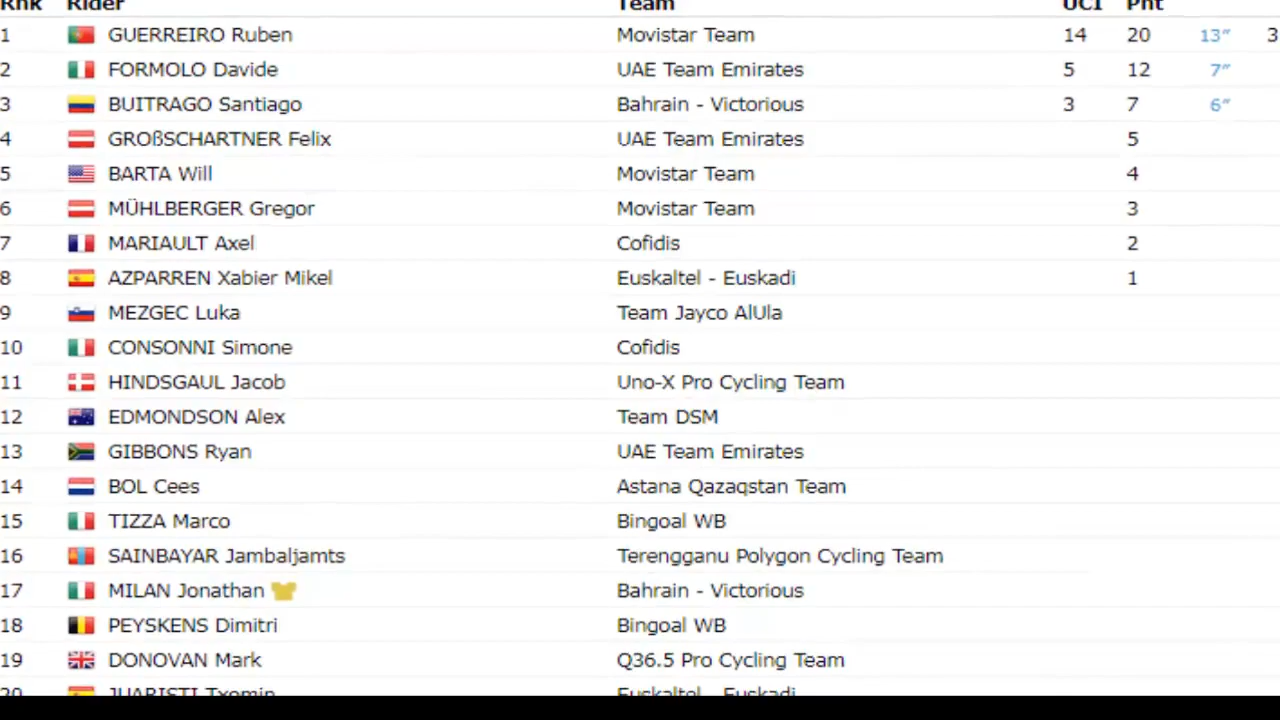 Rnk Rider Team UCI Pnt
1 GUERREIRO Ruben Movistar Team 14 20 13″ 3
2 FORMOLO Davide UAE Team Emirates 5 12 7″
3 BUITRAGO Santiago Bahrain - Victorious 3 7 6″
4 GROßSCHARTNER Felix UAE Team Emirates 5
5 BARTA Will Movistar Team 4
6 MÜHLBERGER Gregor Movistar Team 3
7 MARIAULT Axel Cofidis 2
8 AZPARREN Xabier Mikel Euskaltel - Euskadi 1
9 MEZGEC Luka Team Jayco AlUla
10 CONSONNI Simone Cofidis
11 HINDSGAUL Jacob Uno-X Pro Cycling Team
12 EDMONDSON Alex Team DSM
13 GIBBONS Ryan UAE Team Emirates
14 BOL Cees Astana Qazaqstan Team
15 TIZZA Marco Bingoal WB
16 SAINBAYAR Jambaljamts Terengganu Polygon Cycling Team
17 MILAN Jonathan Bahrain - Victorious
18 PEYSKENS Dimitri Bingoal WB
19 DONOVAN Mark Q36.5 Pro Cycling Team
20 JUARISTI Txomin Euskaltel - Euskadi